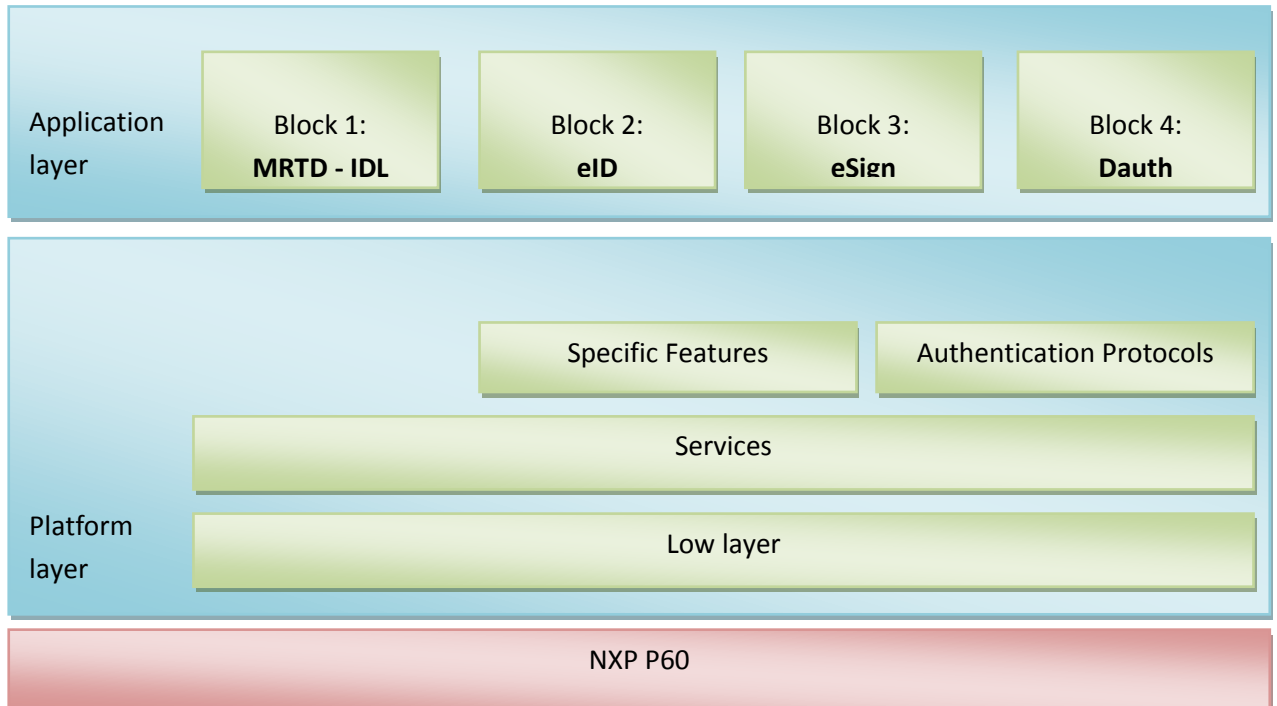 Application
layer
Block 1:
MRTD - IDL
Block 2:
eID
Block 3:
eSign
Block 4:
Dauth
Specific Features
Authentication Protocols
Services
Platform
layer
Low layer
NXP P60